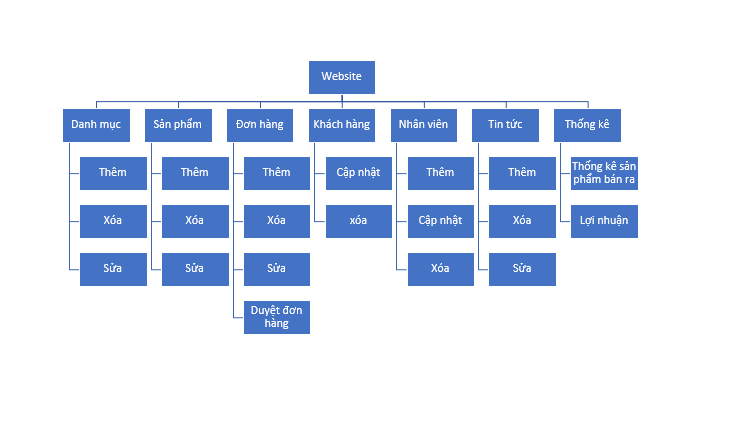 Website
Danh mục
Sản phẩm
Đơn hàng
Khách hàng
Nhân viên
Tin tức
Thống kê
Thêm
Thêm
Thêm
Cập nhật
Thêm
Thêm
Thống kê sản
phẩm bán ra
Xóa
Xóa
Xóa
xóa
Cập nhật
Xóa
Lợi nhuận
Sửa
Sửa
Sửa
Xóa
Sửa
Duyệt đơn
hàng